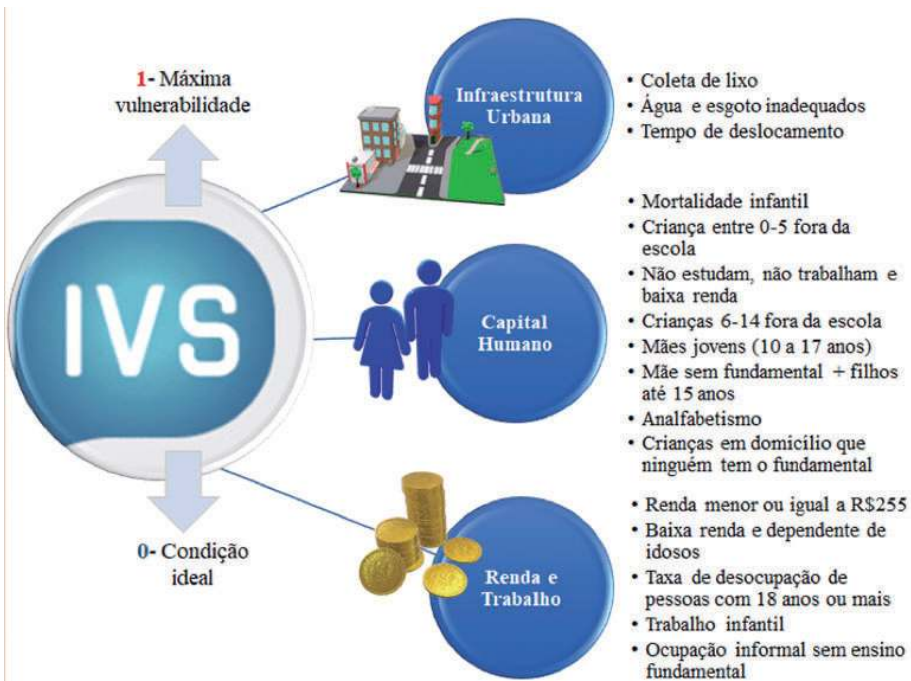 1- Máxima
vulnerabilidade
IVS
0- Condição
ideal
Infraestrutura
Urbana
• Coleta de lixo
• Água e esgoto inadequados
• Tempo de deslocamento
Capital
Humano
• Mortalidade infantil
• Criança entre 0-5 fora da
escola
• Não estudam, não trabalham e
baixa renda
• Crianças 6-14 fora da escola
• Mães jovens (10 a 17 anos)
• Mãe sem fundamental + filhos
até 15 anos
• Analfabetismo
• Crianças em domicílio que
ninguém tem o fundamental
Renda e
Trabalho
• Renda menor ou igual a R$255
• Baixa renda e dependente de
idosos
• Taxa de desocupação de
pessoas com 18 anos ou mais
• Trabalho infantil
• Ocupação informal sem ensino
fundamental